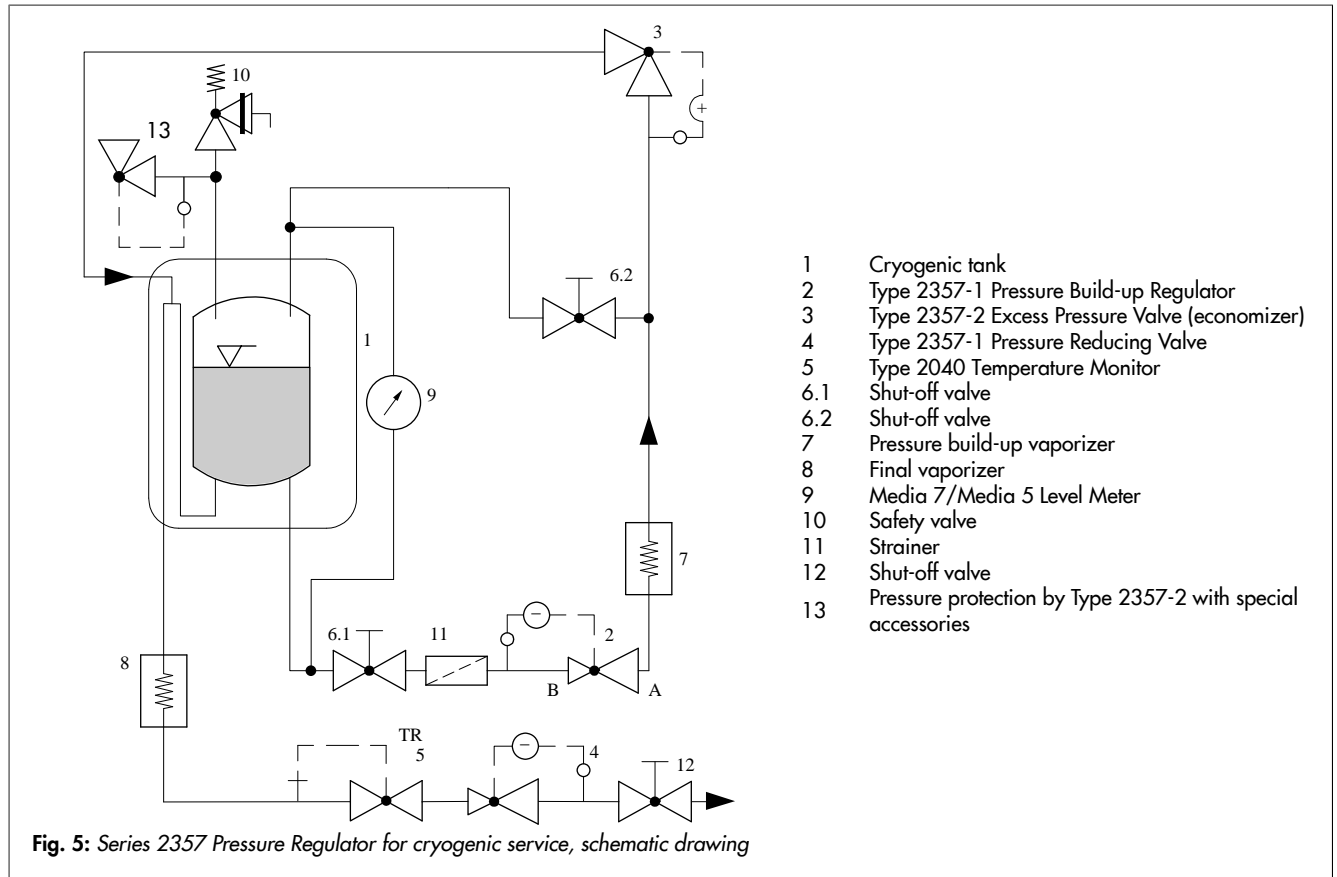 3
10
13
6.2
1
9
7
6.1
11
2
B
A
8
TR
5
4
12
+
−
−
1 Cryogenic tank
2 Type 2357-1 Pressure Build-up Regulator
3 Type 2357-2 Excess Pressure Valve (economizer)
4 Type 2357-1 Pressure Reducing Valve
5 Type 2040 Temperature Monitor
6.1 Shut-off valve
6.2 Shut-off valve
7 Pressure build-up vaporizer
8 Final vaporizer
9 Media 7/Media 5 Level Meter
10 Safety valve
11 Strainer
12 Shut-off valve
13 Pressure protection by Type 2357-2 with special
accessories
Fig. 5: Series 2357 Pressure Regulator for cryogenic service, schematic drawing